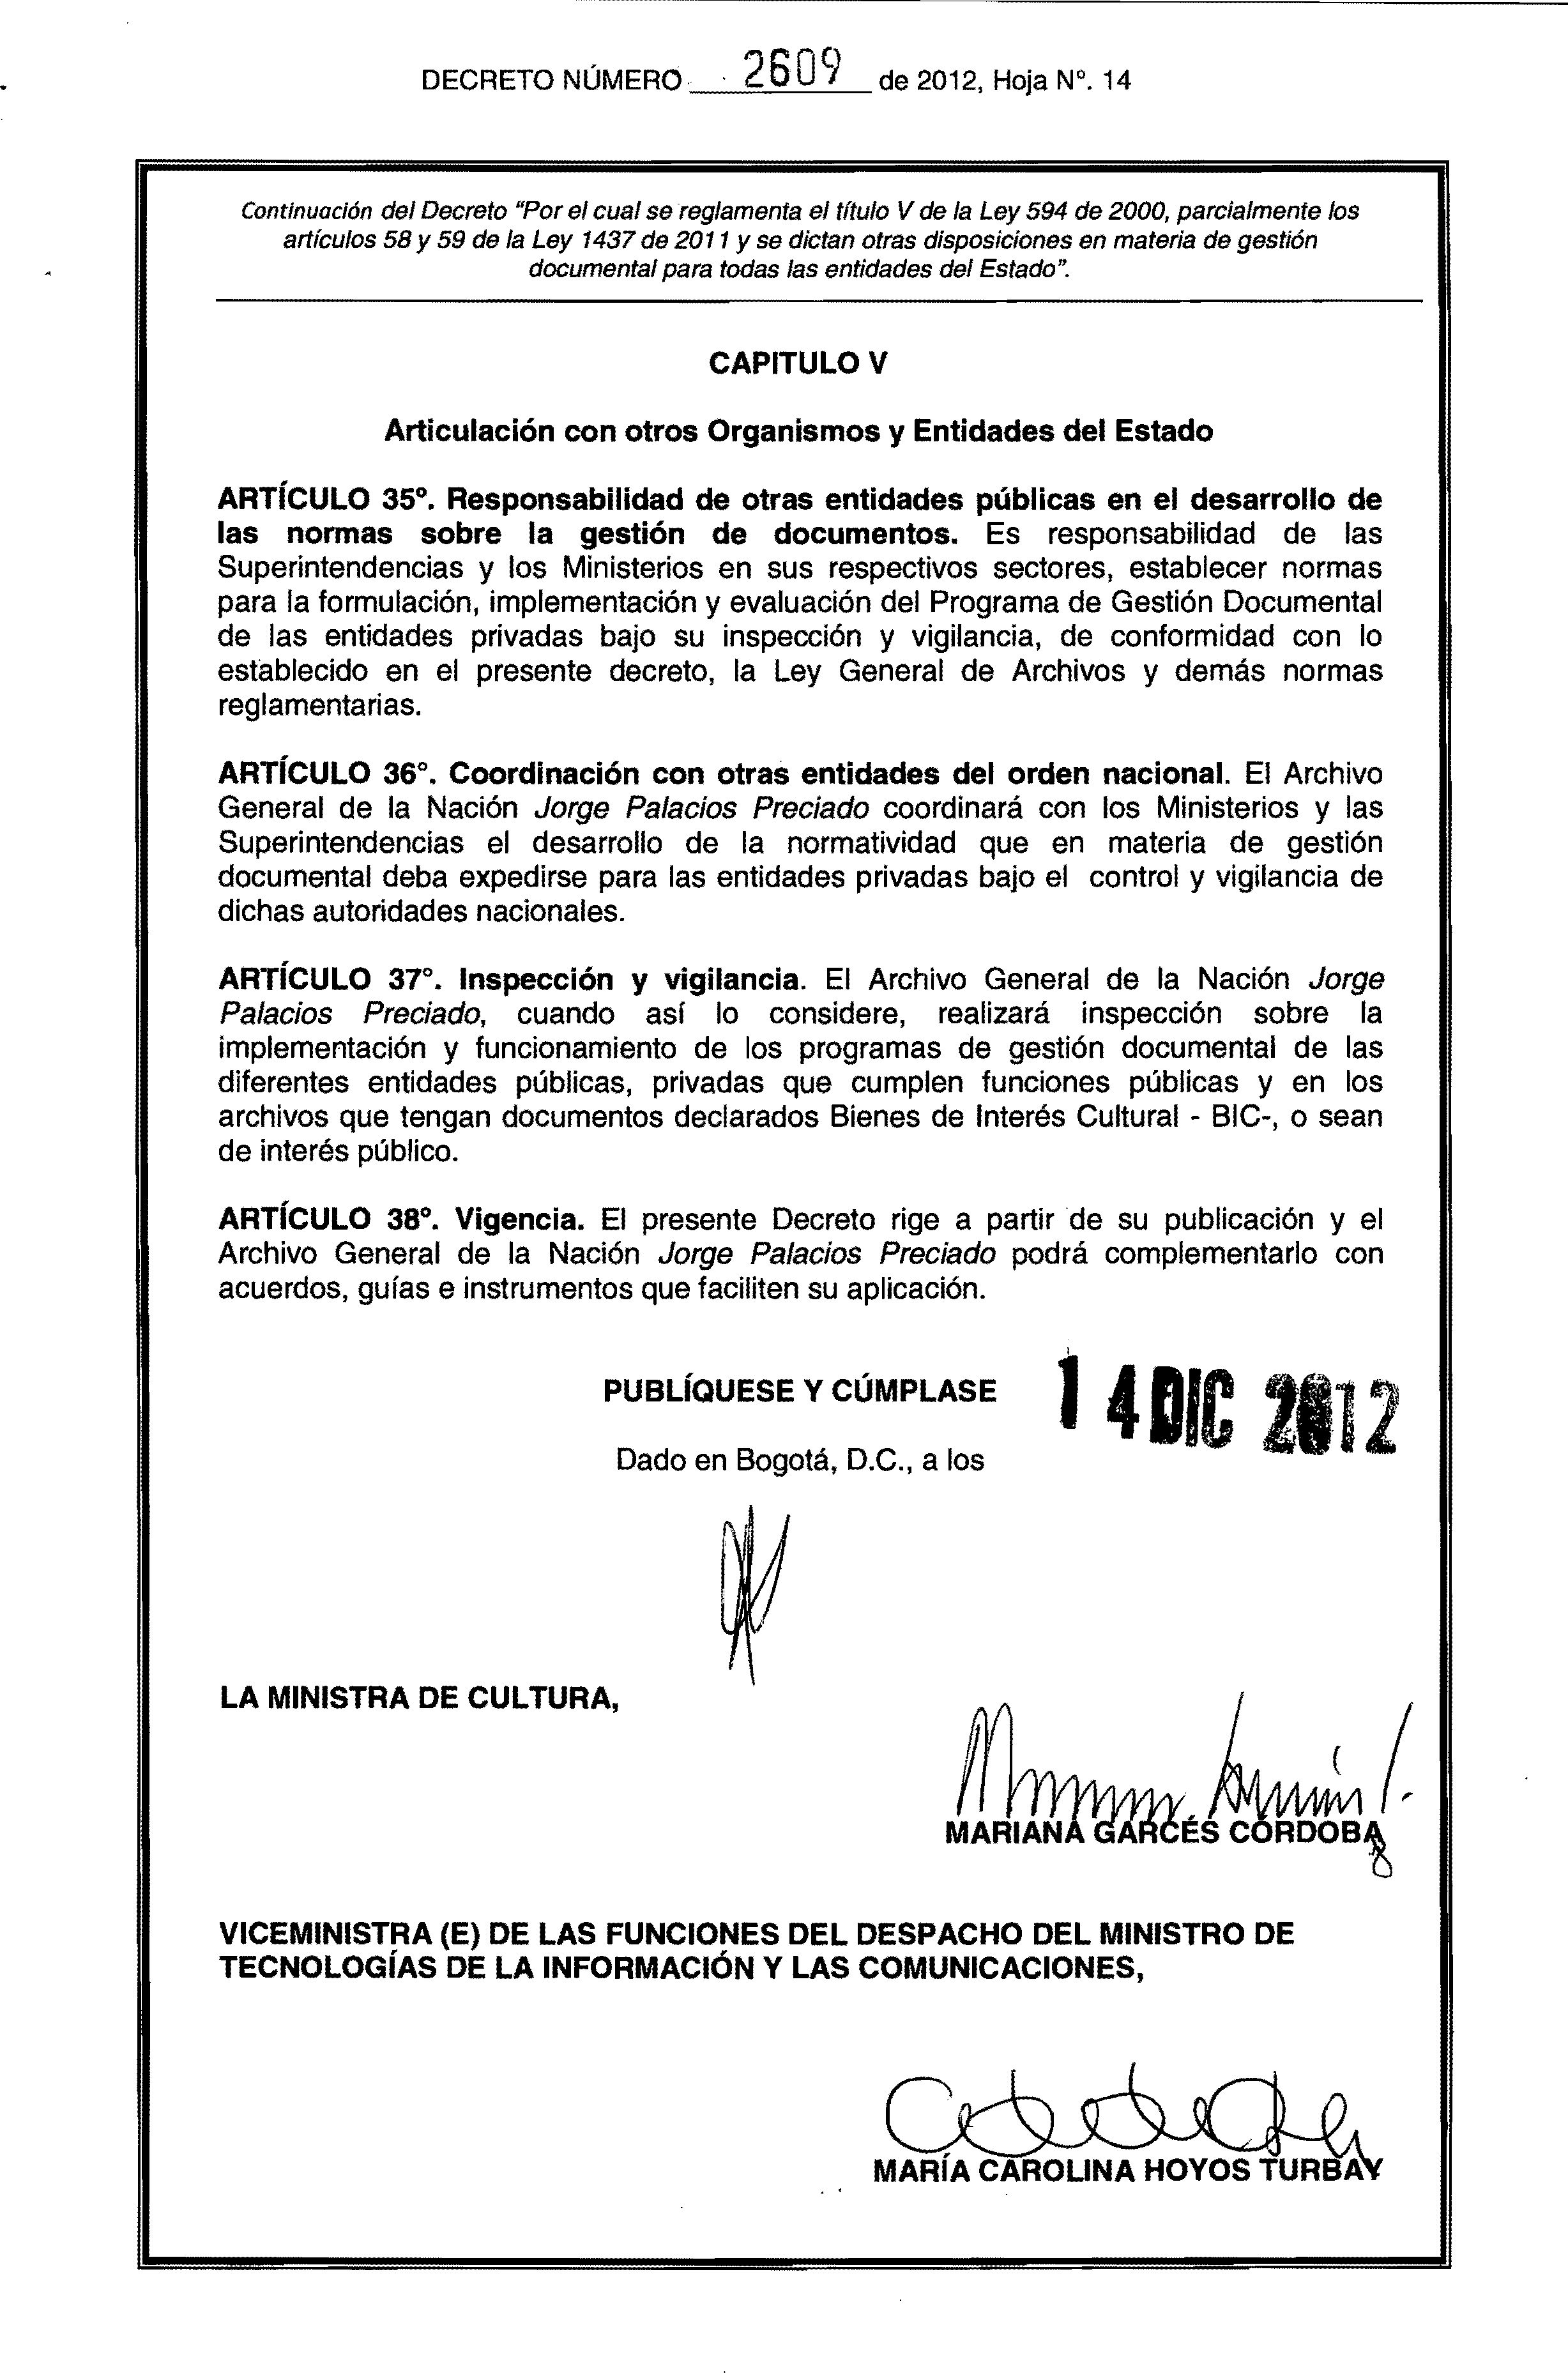 DECRETO NÚMERO 2609 de 2012, Hoja N°. 14
Continuación del Decreto "Por el cual se reglamenta el título V de la Ley 594 de 2000, parcialmente los
artículos 58 y 59 de la Ley 1437 de 2011 y se dictan otras disposiciones en materia de gestión
documental para todas las entidades del Estado".
CAPITULO V
Articulación con otros Organismos y Entidades del Estado
ARTÍCULO 35º. Responsabilidad de otras entidades públicas en el desarrollo de
las normas sobre la gestión de documentos. Es responsabilidad de las
Superintendencias y los Ministerios en sus respectivos sectores, establecer normas
para la formulación, implementación y evaluación del Programa de Gestión Documental
de las entidades privadas bajo su inspección y vigilancia, de conformidad con lo
establecido en el presente decreto, la Ley General de Archivos y demás normas
reglamentarias.
ARTÍCULO 36°. Coordinación con otras entidades del orden nacional. El Archivo
General de la Nación Jorge Palacios Preciado coordinará con los Ministerios y las
Superintendencias el desarrollo de la normatividad que en materia de gestión
documental deba expedirse para las entidades privadas bajo el control y vigilancia de
dichas autoridades nacionales.
ARTÍCULO 37°. Inspección y vigilancia. El Archivo General de la Nación Jorge
Palacios Preciado, cuando así lo considere, realizará inspección sobre la
implementación y funcionamiento de los programas de gestión documental de las
diferentes entidades públicas, privadas que cumplen funciones públicas y en los
archivos que tengan documentos declarados Bienes de Interés Cultural - BIC-, o sean
de interés público.
ARTÍCULO 38º. Vigencia. El presente Decreto rige a partir de su publicación y el
Archivo General de la Nación Jorge Palacios Preciado podrá complementarlo con
acuerdos, guías e instrumentos que faciliten su aplicación.
PUBLÍQUESE Y CÚMPLASE
14 DIC 2012
Dado en Bogotá, D.C., a los
LA MINISTRA DE CULTURA,
MARIANA GARCÉS CÓRDOBA
VICEMINISTRA (E) DE LAS FUNCIONES DEL DESPACHO DEL MINISTRO DE
TECNOLOGÍAS DE LA INFORMACIÓN Y LAS COMUNICACIONES,
MARÍA CAROLINA HOYOS TURBAY